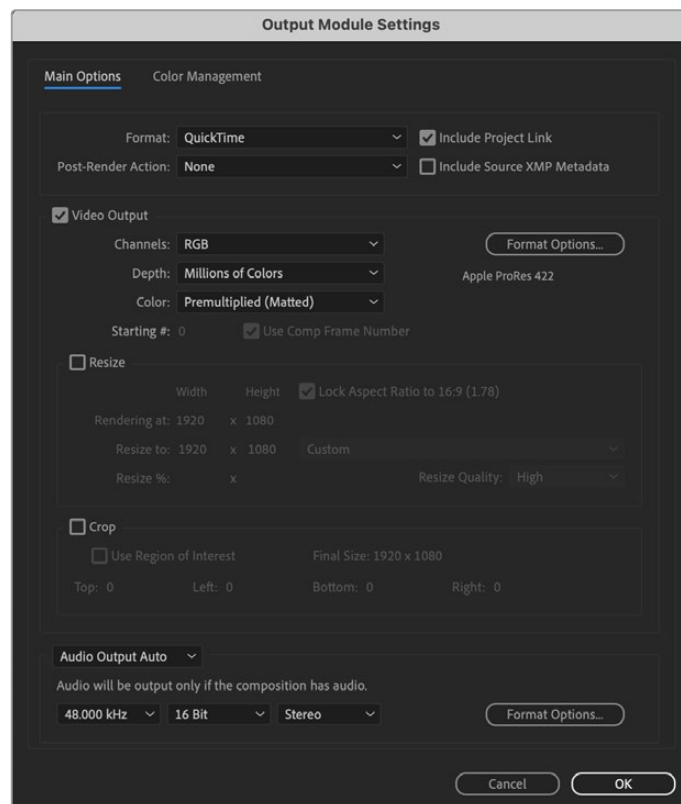 Output Module Settings
Main Options Color Management
Format: QuickTime Include Project Link
Post-Render Action: None Include Source XMP Metadata
Video Output
Channels: RGB Format Options...
Depth: Millions of Colors Apple ProRes 422
Color: Premultiplied (Matted)
Starting #: 0 Use Comp Frame Number
Resize
Width Height Lock Aspect Ratio to 16:9 (1.78)
Rendering at: 1920 x 1080
Resize to: 1920 x 1080 Custom
Resize %: x Resize Quality: High
Crop
Use Region of Interest Final Size: 1920 x 1080
Top: 0 Left: 0 Bottom: 0 Right: 0
Audio Output Auto
Audio will be output only if the composition has audio.
48.000 kHz 16 Bit Stereo Format Options...
Cancel OK